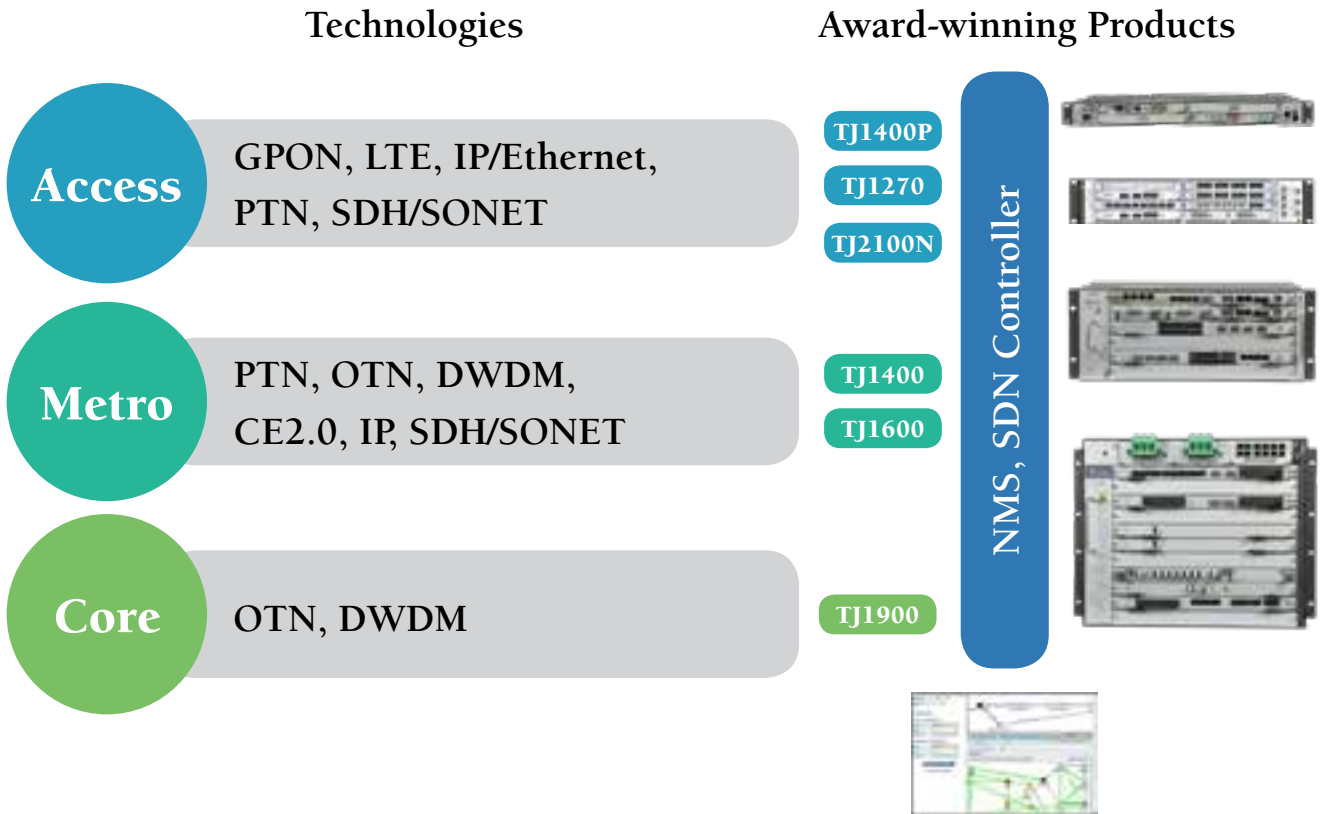 Technologies
Award-winning Products
Access
GPON, LTE, IP/Ethernet,
PTN, SDH/SONET
TJ1400P
TJ1270
TJ2100N
Metro
PTN, OTN, DWDM,
CE2.0, IP, SDH/SONET
TJ1400
TJ1600
Core
OTN, DWDM
TJ1900
NMS, SDN Controller